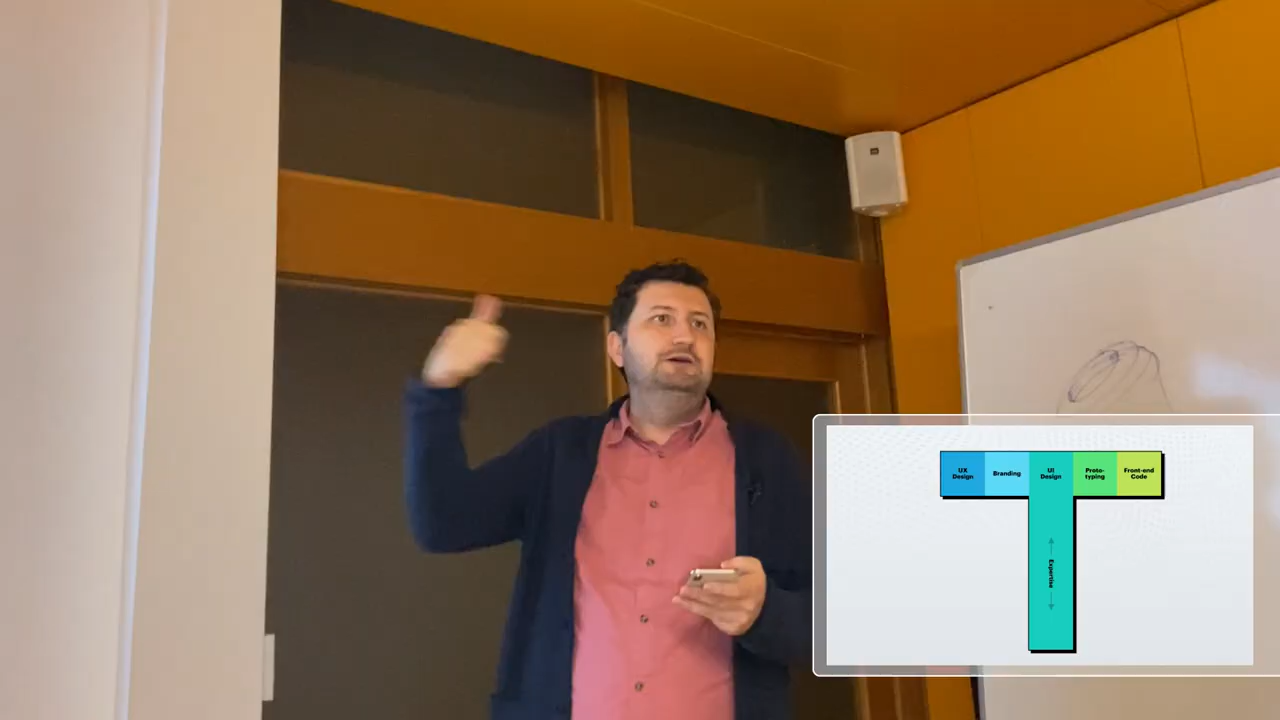 UX
Design
Branding
UI
Design
Proto-
typing
Front-end
Code
Expertise